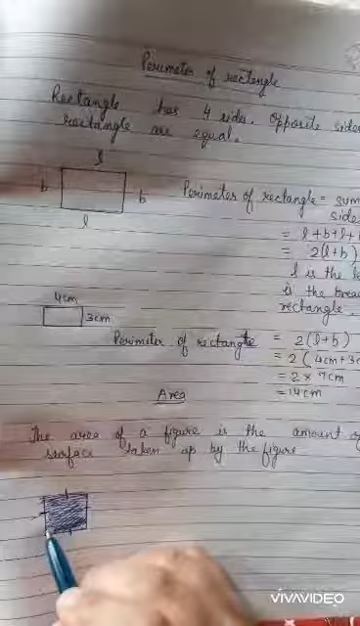 Perimeter of rectangle
Rectangle has 4 sides. Opposite sides
rectangle are equal.
l
b
b
l
Perimeter of rectangle = sum
sides
= l+b+l+
= 2(l+b)
l is the
is the
rectangle.
4cm
3cm
Perimeter of rectangle = 2(l+b)
= 2(4cm+3c
= 2 x 7cm
= 14cm
Area
The area of a figure is the amount of
surface taken up by the figure
VIVAVIDEO